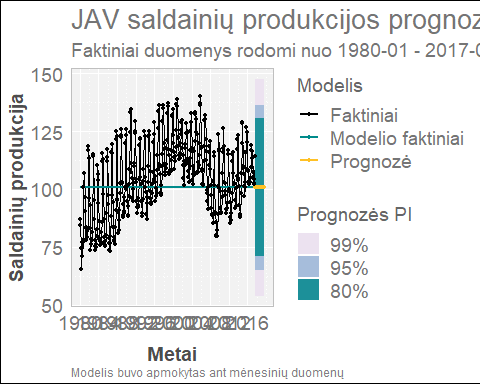 JAV saldainių produkcijos prognoz
Faktiniai duomenys rodomi nuo 1980-01 - 2017-0
Saldainių produkcija
150
125
100
75
50
Metai
Modelis buvo apmokytas ant mėnesinių duomenų
Modelis
Faktiniai
Modelio faktiniai
Prognozė
Prognozės PI
99%
95%
80%